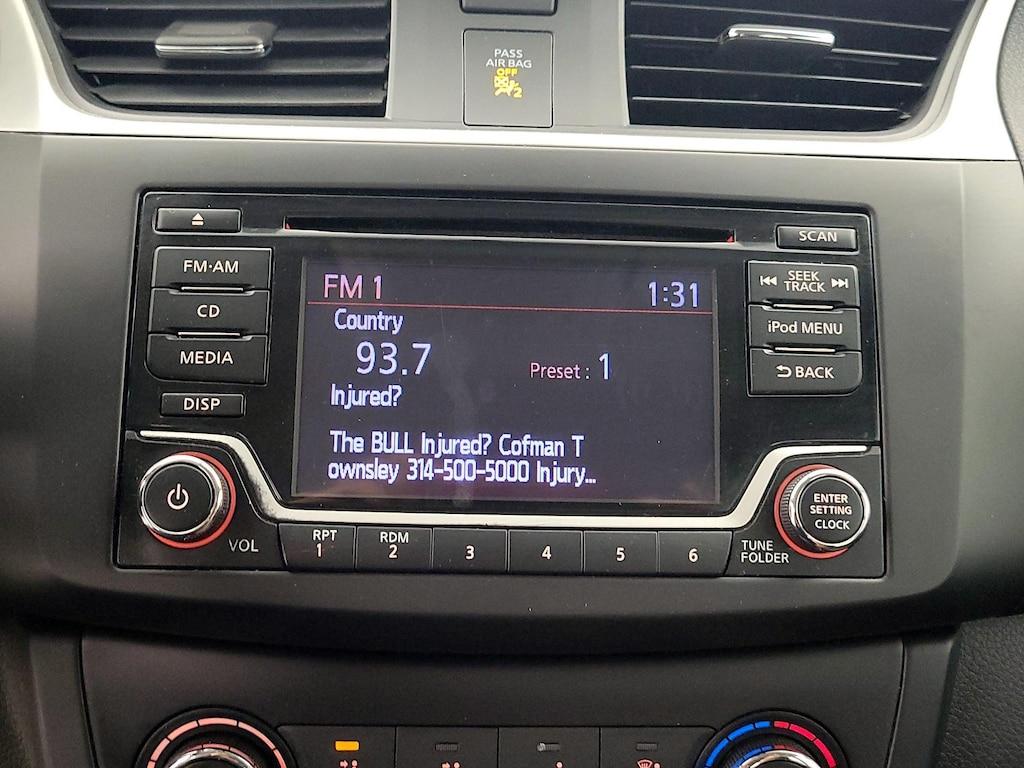 PASS
AIR BAG
OFF
2
SCAN
FM·AM
CD
MEDIA
DISP
FM 1
1:31
Country
93.7
Preset : 1
Injured?
The BULL Injured? Cofman T
ownsley 314-500-5000 Injury...
SEEK
TRACK
iPod MENU
BACK
VOL
RPT
1
RDM
2
3
4
5
6
TUNE
FOLDER
ENTER
SETTING
CLOCK